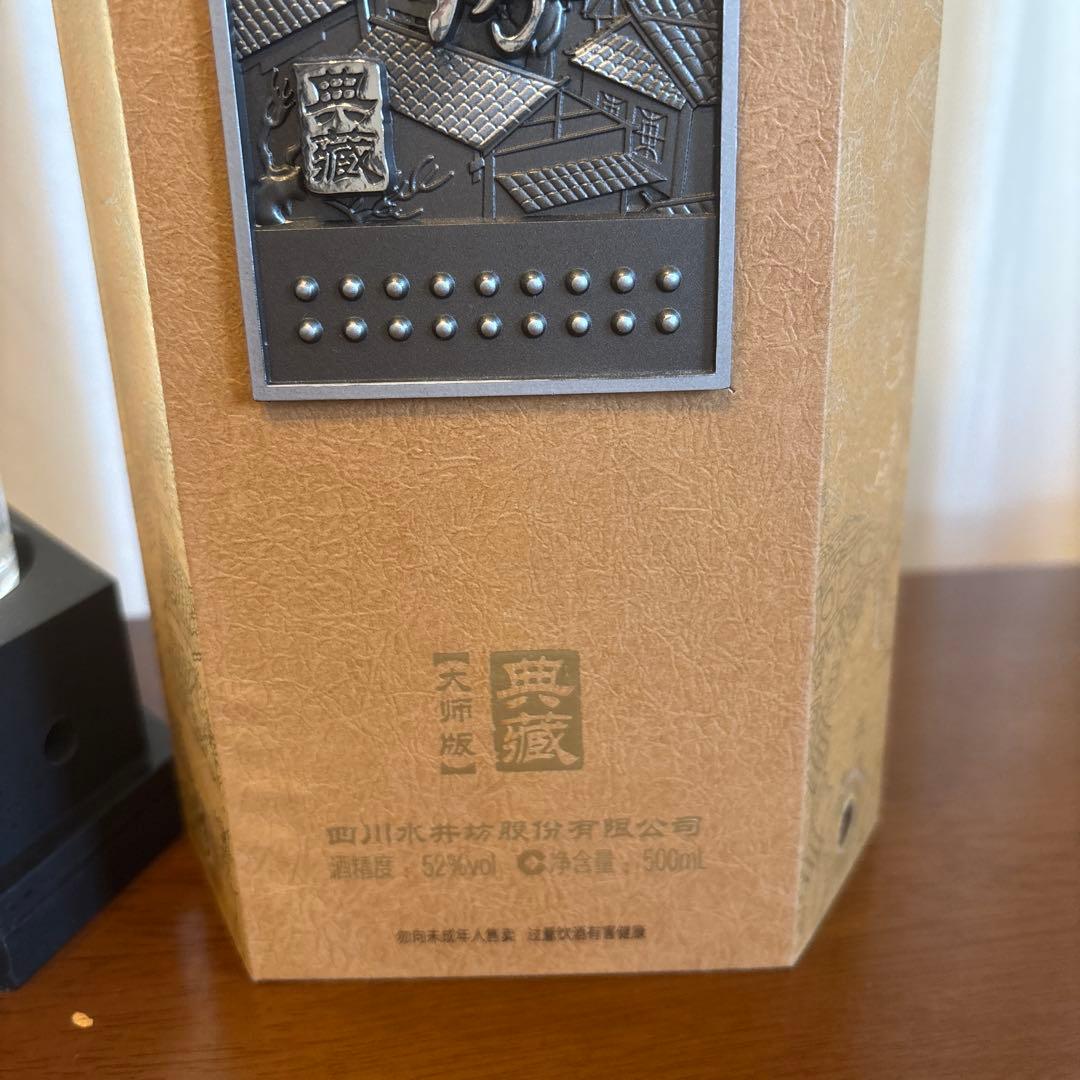 坊
典藏
典藏
【大师版】
四川水井坊股份有限公司
酒精度：52%vol C净含量：500mL
勿向未成年人售卖 过量饮酒有害健康